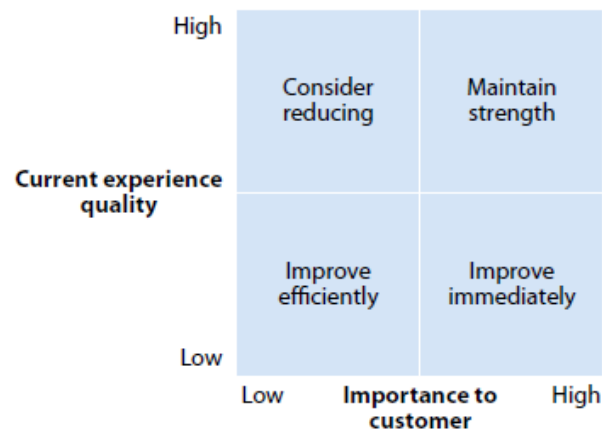 High
Consider
reducing
Maintain
strength
Current experience
quality
Improve
efficiently
Improve
immediately
Low
Low
Importance to
customer
High